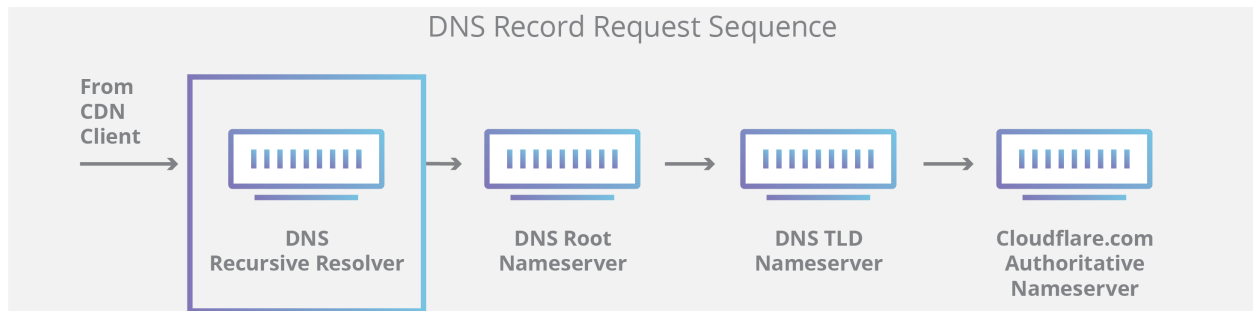 DNS Record Request Sequence
From
CDN
Client
DNS
Recursive Resolver
DNS Root
Nameserver
DNS TLD
Nameserver
Cloudflare.com
Authoritative
Nameserver